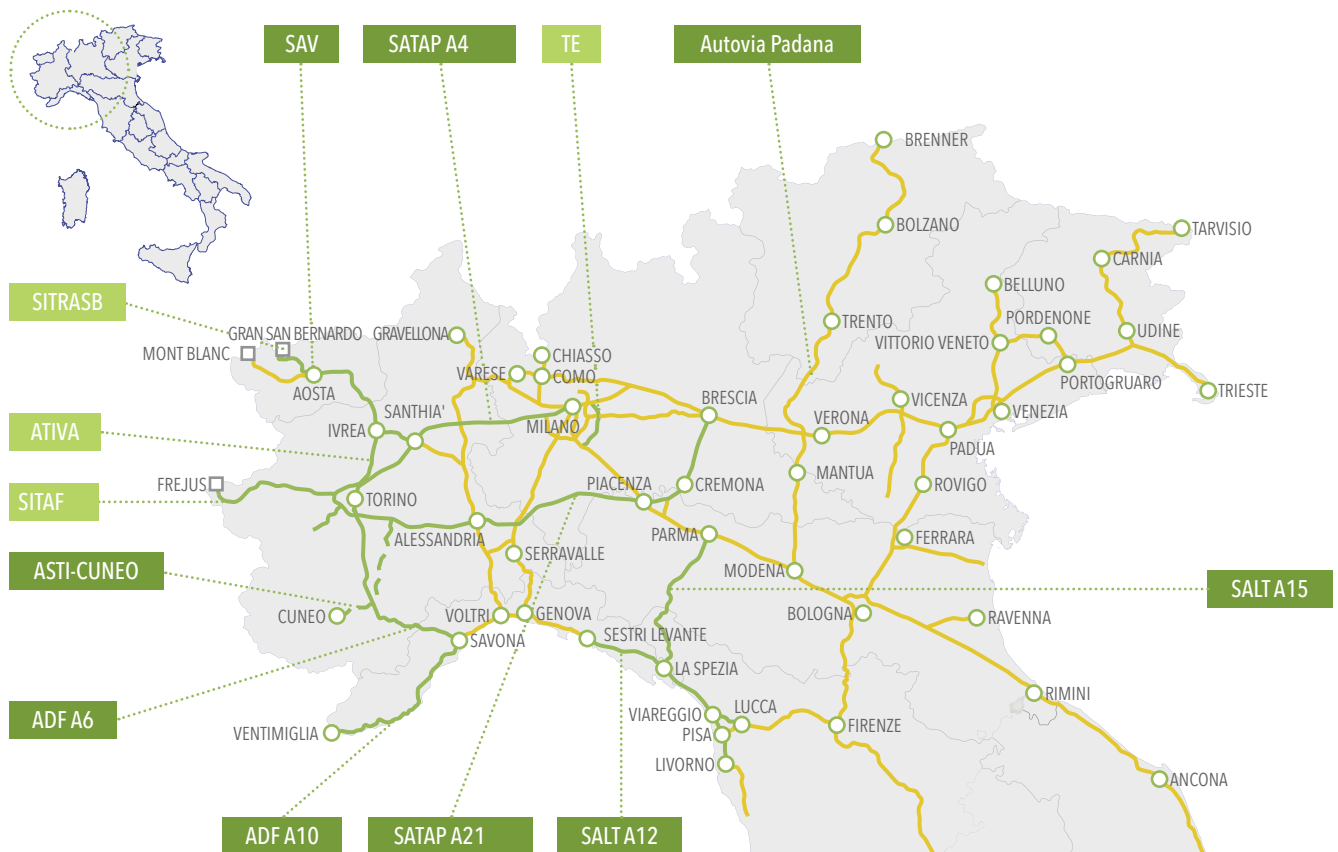 SAV
SATAP A4
TE
Autovia Padana
BRENNER
BOLZANO
TARVISIO
CARNIA
BELLUNO
SITRASB
PORDENONE
TRENTO
GRAN SAN BERNARDO
GRAVELLONA
UDINE
VITTORIO VENETO
MONT BLANC
CHIASSO
VARESE
COMO
PORTOGRUARO
AOSTA
TRIESTE
BRESCIA
VICENZA
SANTHIA'
VENEZIA
VERONA
MILANO
IVREA
ATIVA
PADUA
MANTUA
FREJUS
PIACENZA
CREMONA
ROVIGO
TORINO
SITAF
PARMA
FERRARA
ALESSANDRIA
SERRAVALLE
MODENA
ASTI-CUNEO
SALT A15
BOLOGNA
CUNEO
VOLTRI
GENOVA
RAVENNA
SAVONA
SESTRI LEVANTE
LA SPEZIA
RIMINI
LUCCA
VIAREGGIO
ADF A6
FIRENZE
VENTIMIGLIA
PISA
LIVORNO
ANCONA
ADF A10
SATAP A21
SALT A12